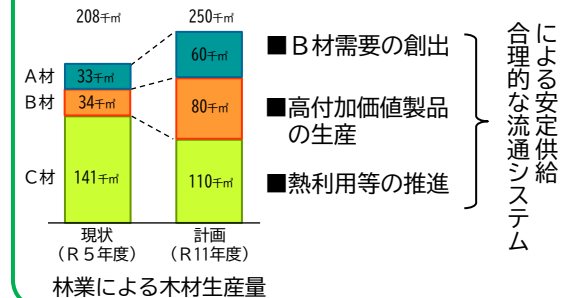 208千㎥
250千㎥
A材
33千㎥
60千㎥
B材
34千㎥
80千㎥
C材
141千㎥
110千㎥
現状
(R5年度)
計画
(R11年度)
林業による木材生産量
■B材需要の創出
■高付加価値製品
の生産
■熱利用等の推進
による安定供給
合理的な流通システム